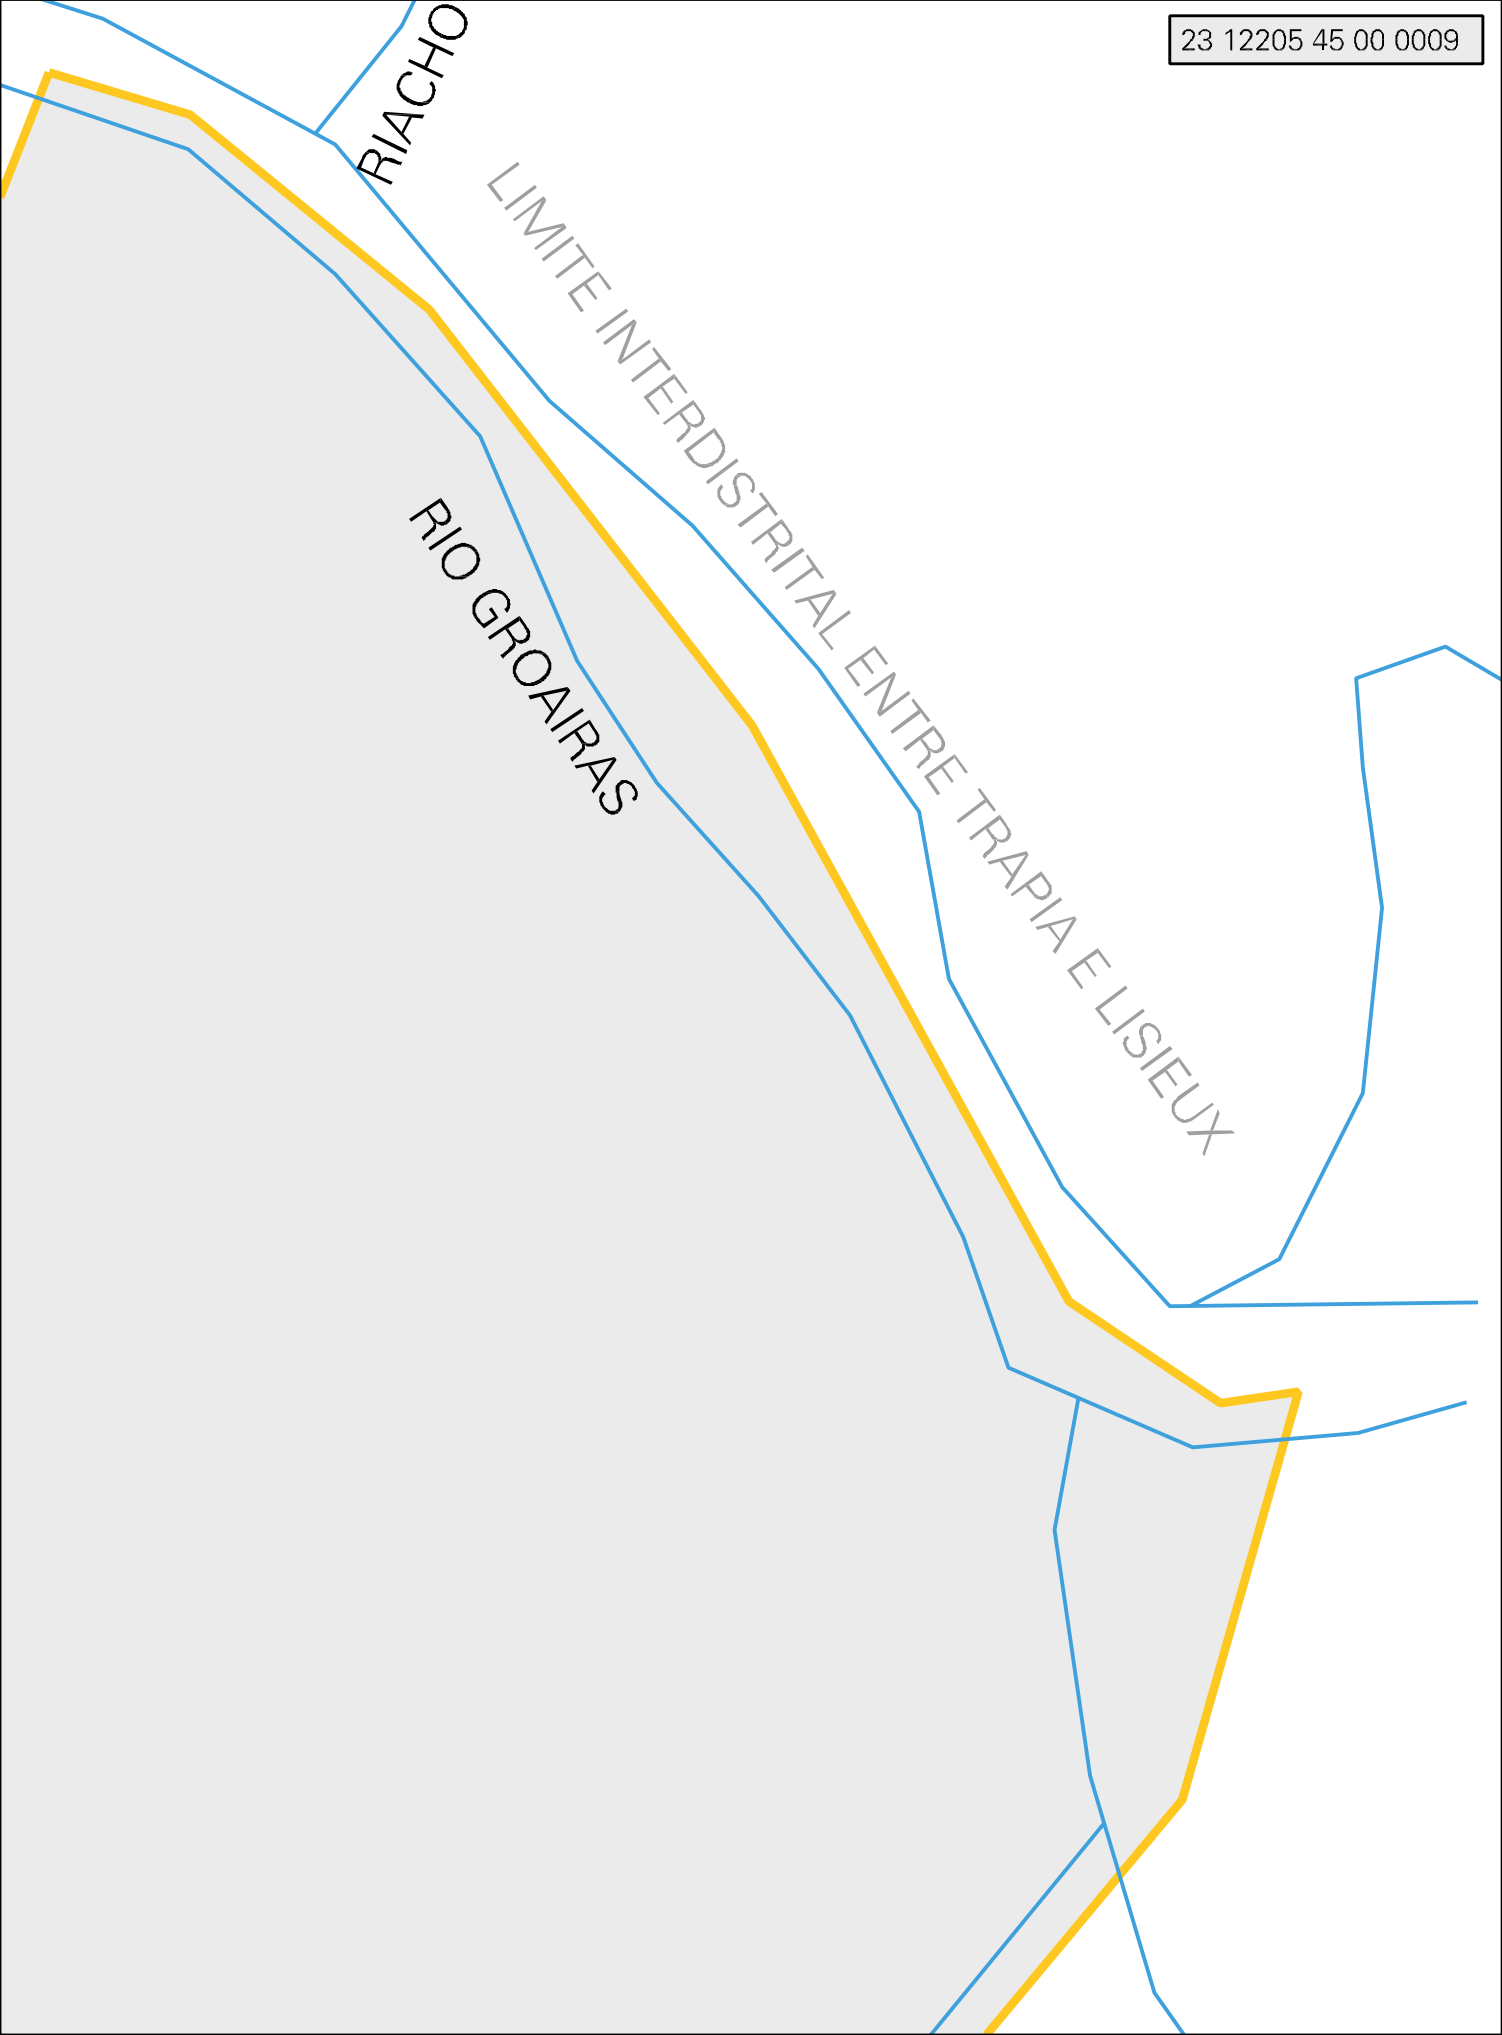 23 12205 45 00 0009
RIACHO
LIMITE INTERDISTRITAL ENTRE TRAPIA E LISIEUX
RIO GROAIRAS